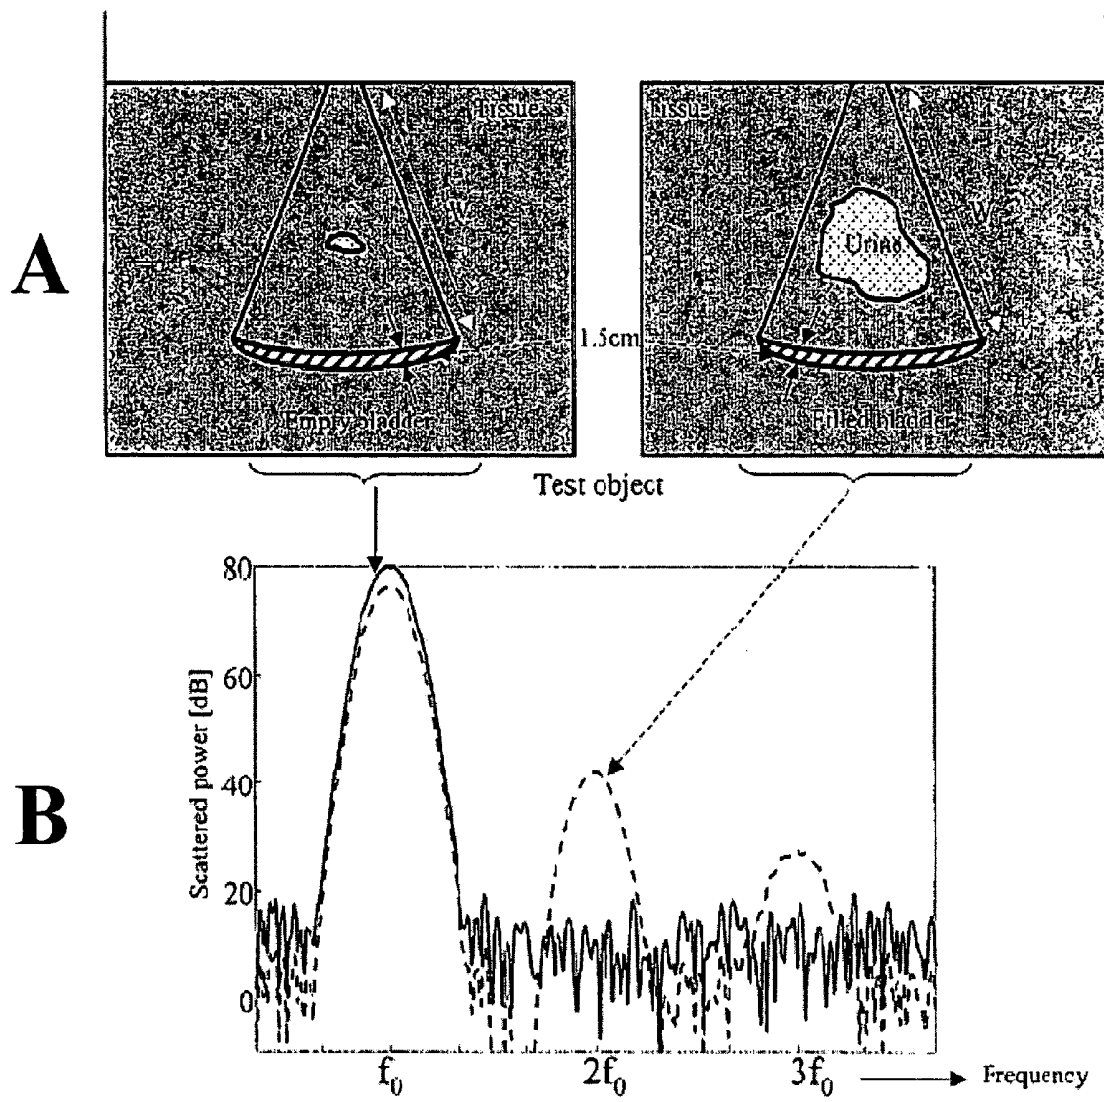 A
Tissue
Tissue
W
W
Urine
1.5cm
Empty bladder
Filled bladder
Test object
B
Scattered power [dB]
80
60
40
20
0
f0
2f0
3f0
Frequency